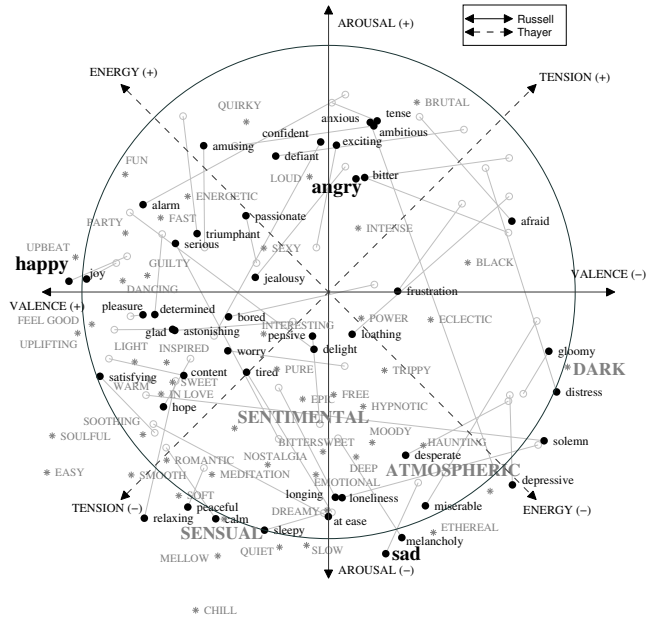 AROUSAL (+)
Russell
Thayer
ENERGY (+)
TENSION (+)
QUIRKY
BRUTAL
anxious
tense
confident
ambitious
amusing
exciting
defiant
FUN
LOUD
bitter
angry
ENERGETIC
alarm
passionate
PARTY
FAST
afraid
triumphant
INTENSE
serious
UPBEAT
SEXY
happy
GUILTY
BLACK
joy
jealousy
DANCING
VALENCE (−)
frustration
VALENCE (+)
pleasure
determined
FEEL GOOD
bored
POWER
ECLECTIC
glad
astonishing
INTERESTING
UPLIFTING
pensive
loathing
LIGHT
INSPIRED
worry
delight
gloomy
PURE
TRIPPY
DARK
satisfying
content
tired
WARM
SWEET
distress
IN LOVE
EPIC
FREE
hope
HYPNOTIC
SENTIMENTAL
SOOTHING
MOODY
SOULFUL
BITTERSWEET
HAUNTING
solemn
NOSTALGIA
desperate
ROMANTIC
DEEP
ATMOSPHERIC
EASY
SMOOTH
MEDITATION
EMOTIONAL
depressive
SOFT
longing
loneliness
TENSION (−)
peaceful
DREAMY
miserable
ENERGY (−)
relaxing
calm
at ease
SENSUAL
sleepy
ETHEREAL
melancholy
MELLOW
QUIET
SLOW
sad
AROUSAL (−)
CHILL